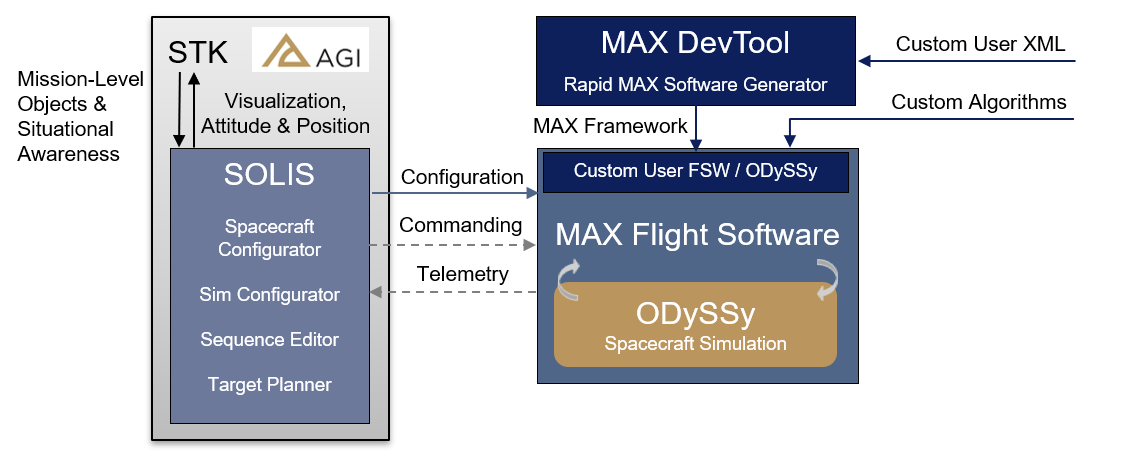 STK
AGI
Mission-Level
Objects &
Situational
Awareness
Visualization,
Attitude & Position
SOLIS
Spacecraft
Configurator
Sim Configurator
Sequence Editor
Target Planner
Configuration
Commanding
Telemetry
MAX DevTool
Rapid MAX Software Generator
Custom User XML
Custom Algorithms
MAX Framework
Custom User FSW / ODySSy
MAX Flight Software
ODySSy
Spacecraft Simulation